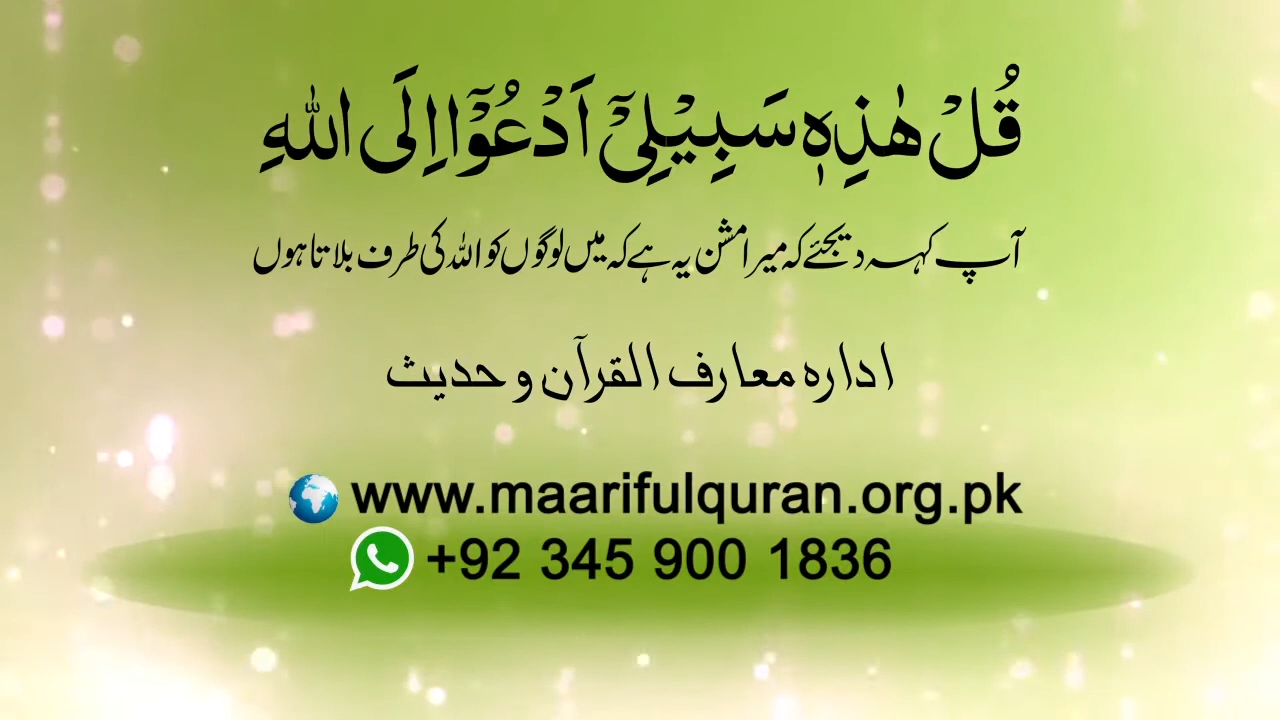 قُلْ هٰذِهٖ سَبِیْلِیْۤ اَدْعُوْۤا اِلَی اللّٰهِ
آپ کہہ دیجئے کہ میرا مشن یہ ہے کہ میں لوگوں کو اللہ کی طرف بلاتا ہوں
ادارہ معارف القرآن و حدیث
www.maarifulquran.org.pk
+92 345 900 1836